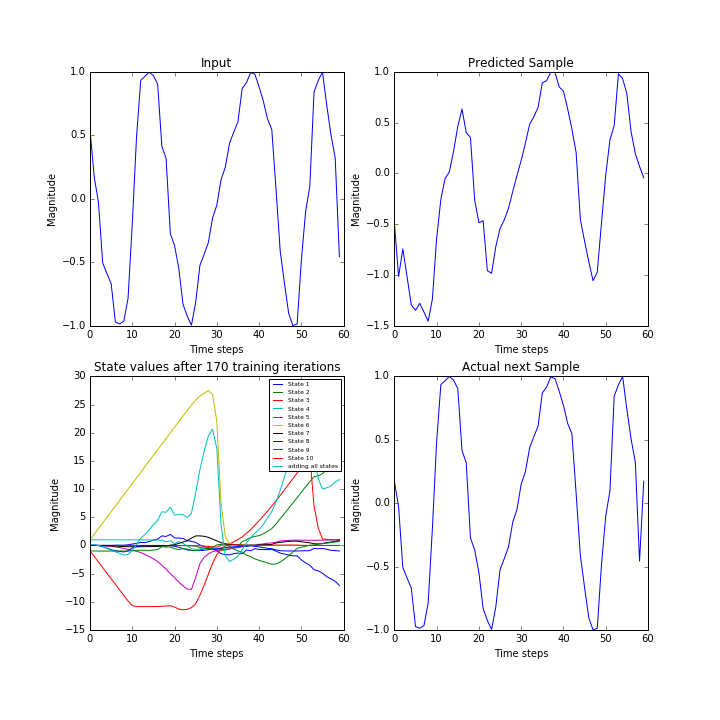 Input
1.0
0.5
0.0
−0.5
−1.0
Magnitude
0 10 20 30 40 50 60
Time steps
Predicted Sample
1.0
0.5
0.0
−0.5
−1.0
−1.5
Magnitude
0 10 20 30 40 50 60
Time steps
State values after 170 training iterations
30
25
20
15
10
5
0
−5
−10
−15
Magnitude
State 1
State 2
State 3
State 4
State 5
State 6
State 7
State 8
State 9
State 10
adding all states
0 10 20 30 40 50 60
Time steps
Actual next Sample
1.0
0.5
0.0
−0.5
−1.0
Magnitude
0 10 20 30 40 50 60
Time steps